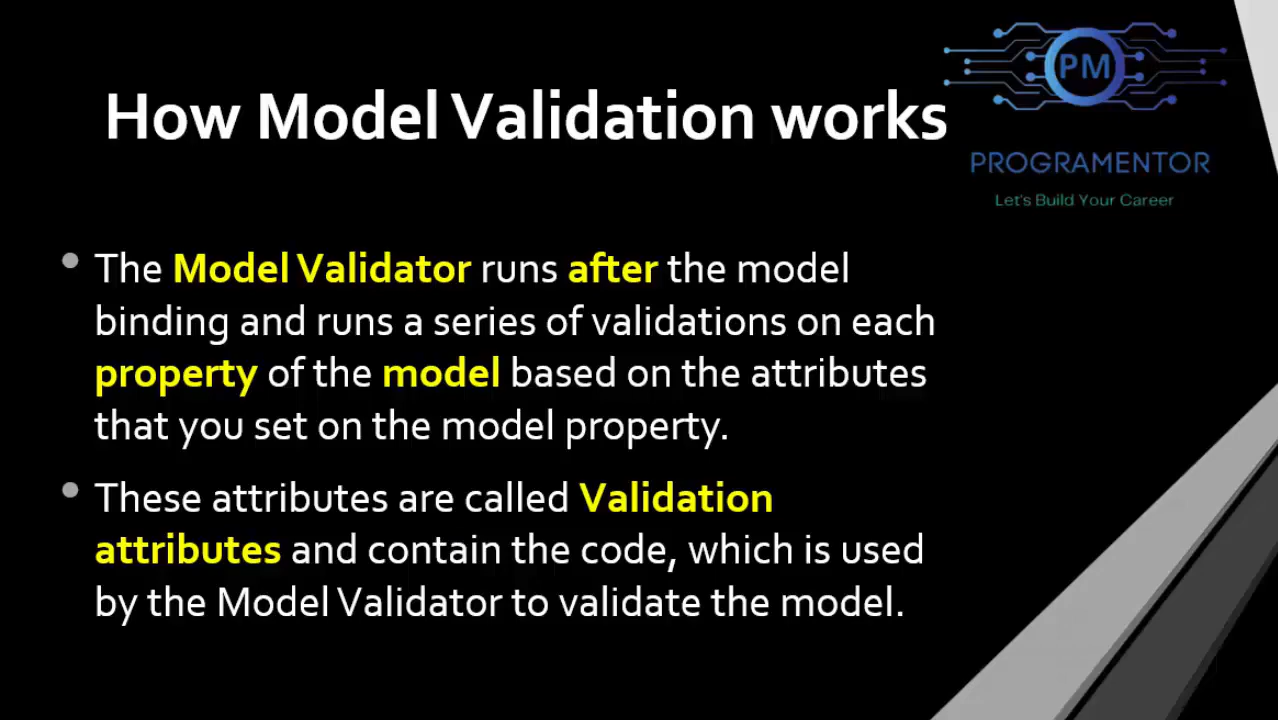 PM
How Model Validation works
PROGRAMENTOR
Let's Build Your Career
• The Model Validator runs after the model
binding and runs a series of validations on each
property of the model based on the attributes
that you set on the model property.
• These attributes are called Validation
attributes and contain the code, which is used
by the Model Validator to validate the model.